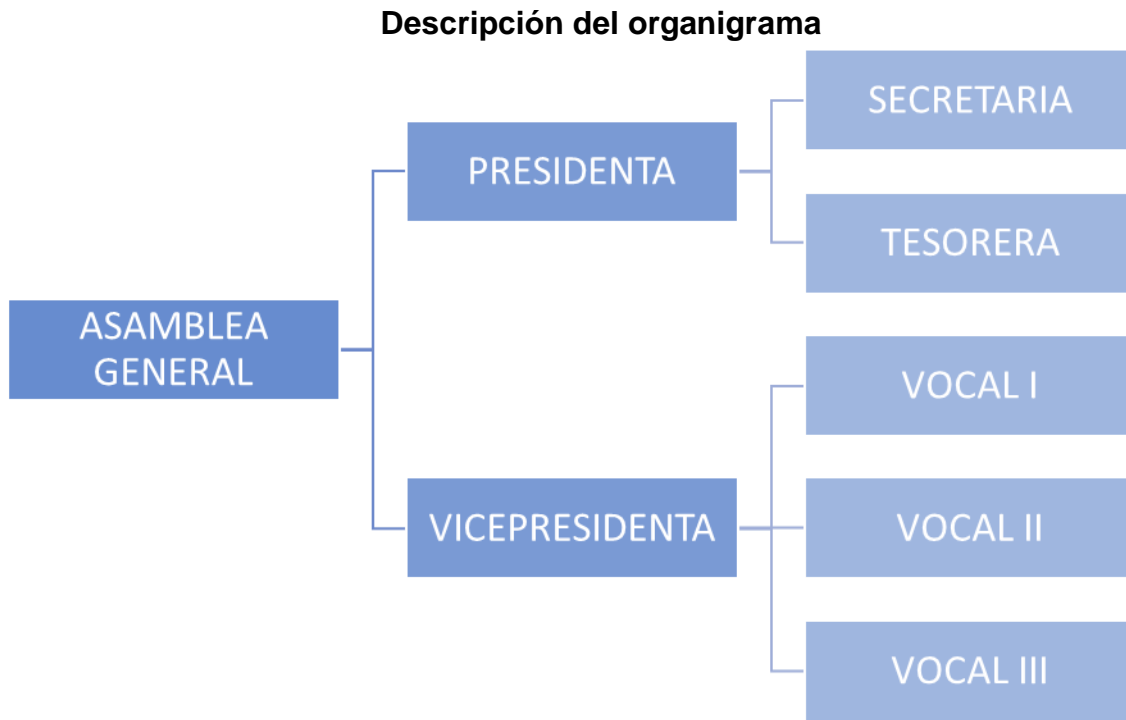 Descripción del organigrama
SECRETARIA
PRESIDENTA
TESORERA
ASAMBLEA
GENERAL
VOCAL I
VICEPRESIDENTA
VOCAL II
VOCAL III